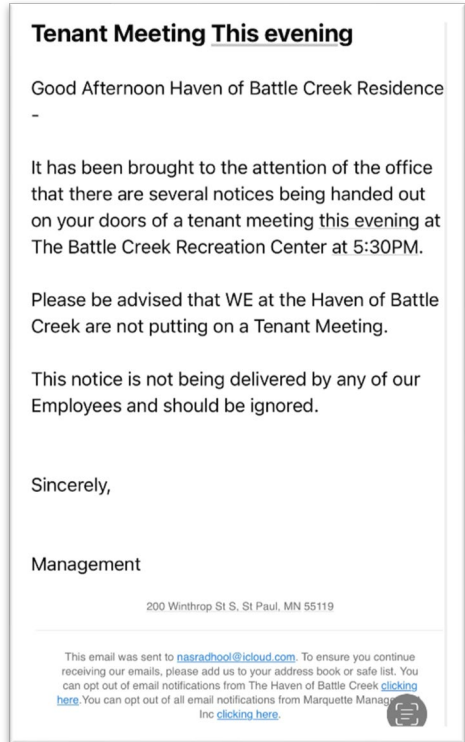 Tenant Meeting This evening
Good Afternoon Haven of Battle Creek Residence
-
It has been brought to the attention of the office
that there are several notices being handed out
on your doors of a tenant meeting this evening at
The Battle Creek Recreation Center at 5:30PM.
Please be advised that WE at the Haven of Battle
Creek are not putting on a Tenant Meeting.
This notice is not being delivered by any of our
Employees and should be ignored.
Sincerely,
Management
200 Winthrop St S, St Paul, MN 55119
This email was sent to nasradhool@icloud.com. To ensure you continue
receiving our emails, please add us to your address book or safe list. You
can opt out of email notifications from The Haven of Battle Creek clicking
here.You can opt out of all email notifications from Marquette
Inc clicking here.